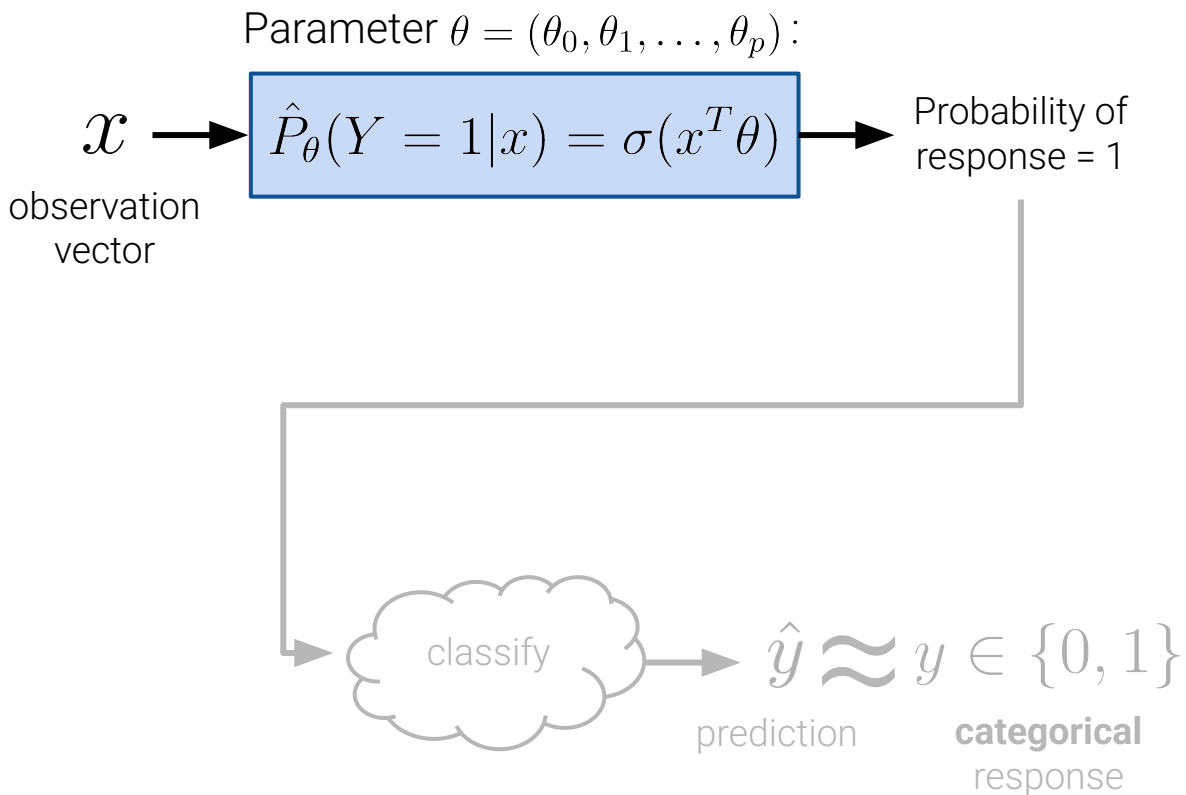 Parameter θ = (θ₀, θ₁, . . . , θₚ) :
x
P̂_θ(Y = 1|x) = σ(xᵀθ)
Probability of
response = 1
observation
vector
classify
ŷ ≈ y ∈ {0, 1}
prediction
categorical
response